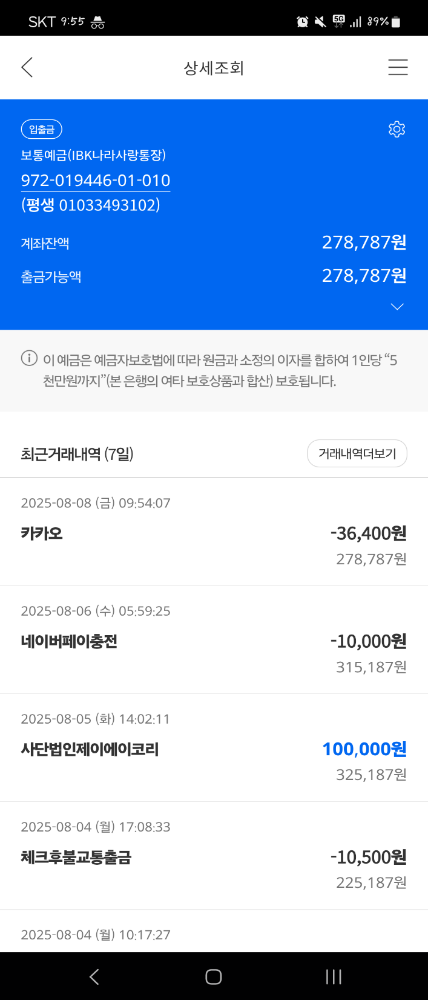 SKT 9:55 5G 89%
상세조회
입출금
보통예금(IBK나라사랑통장)
972-019446-01-010
(평생 01033493102)
계좌잔액 278,787원
출금가능액 278,787원
이 예금은 예금자보호법에 따라 원금과 소정의 이자를 합하여 1인당 “5
천만원까지”(본 은행의 여타 보호상품과 합산) 보호됩니다.
최근거래내역 (7일) 거래내역더보기
2025-08-08 (금) 09:54:07
카카오 -36,400원
278,787원
2025-08-06 (수) 05:59:25
네이버페이충전 -10,000원
315,187원
2025-08-05 (화) 14:02:11
사단법인제이에이코리 100,000원
325,187원
2025-08-04 (월) 17:08:33
체크후불교통출금 -10,500원
225,187원
2025-08-04 (월) 10:17:27